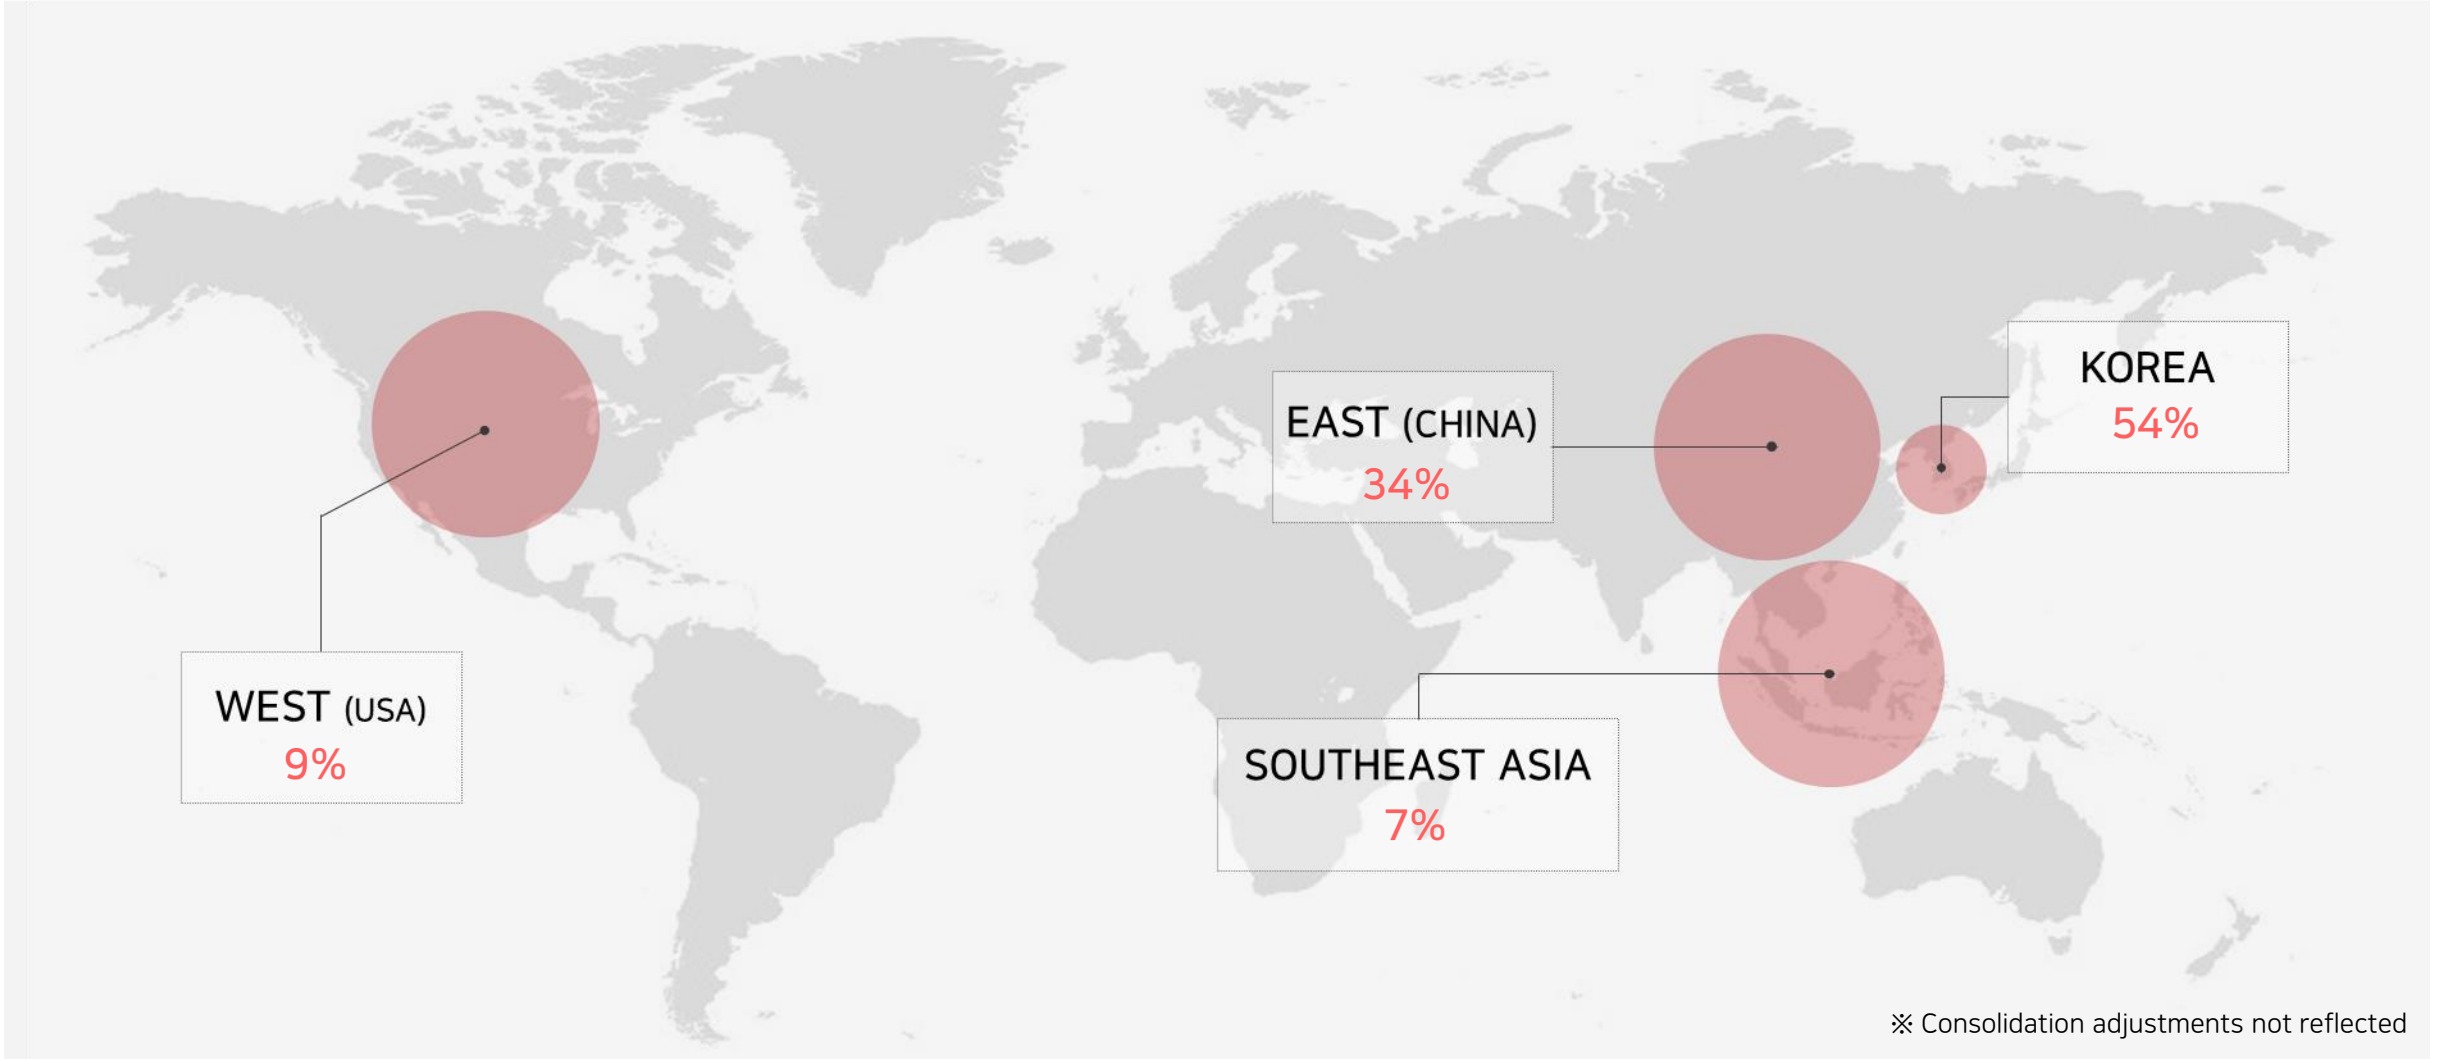 KOREA
54%
EAST (CHINA)
34%
WEST (USA)
9%
SOUTHEAST ASIA
7%
※ Consolidation adjustments not reflected